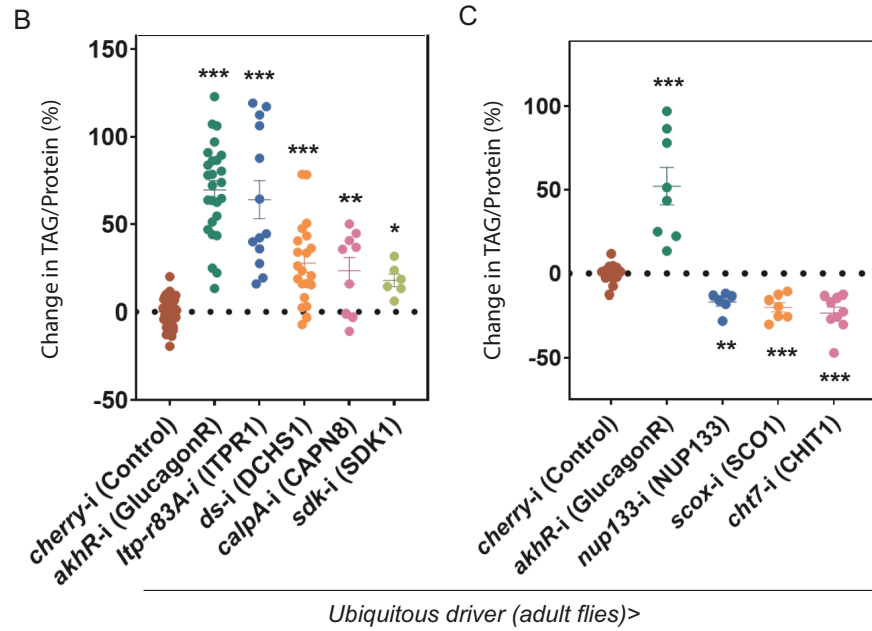 B
Change in TAG/Protein (%)
150
100
50
0
-50
***
***
***
**
*
cherry-i (Control)
akhR-i (GlucagonR)
Itp-r83A-i (ITPR1)
ds-i (DCHS1)
calpA-i (CAPN8)
sdk-i (SDK1)
C
Change in TAG/Protein (%)
100
50
0
-50
***
**
***
***
cherry-i (Control)
akhR-i (GlucagonR)
nup133-i (NUP133)
scox-i (SCO1)
cht7-i (CHIT1)
Ubiquitous driver (adult flies)>